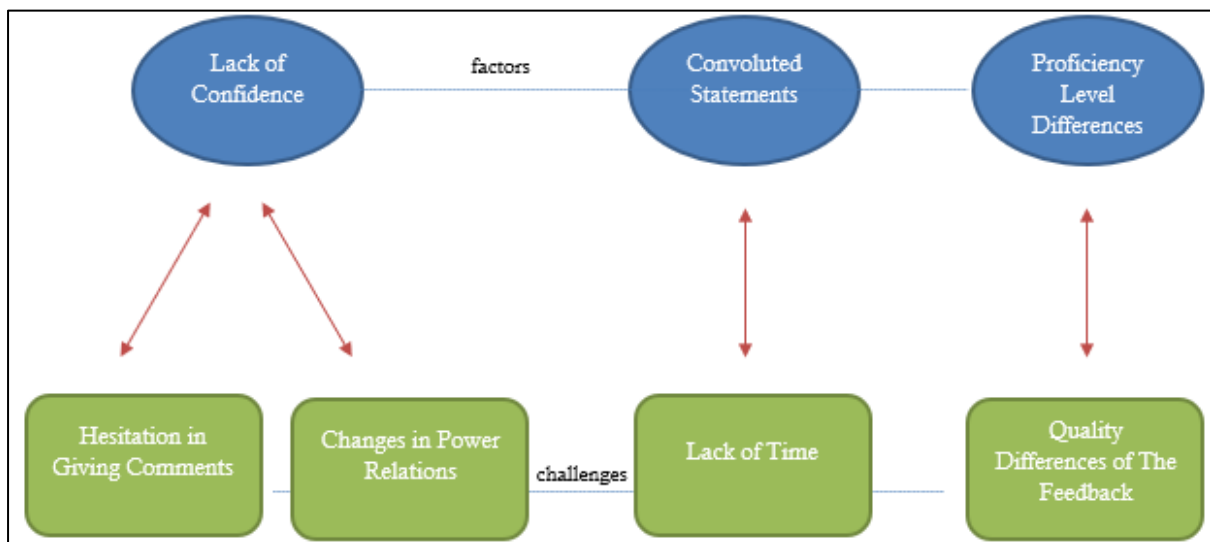 Lack of
Confidence
factors
Convoluted
Statements
Proficiency
Level
Differences
Hesitation in
Giving Comments
Changes in Power
Relations
challenges
Lack of Time
Quality
Differences of The
Feedback